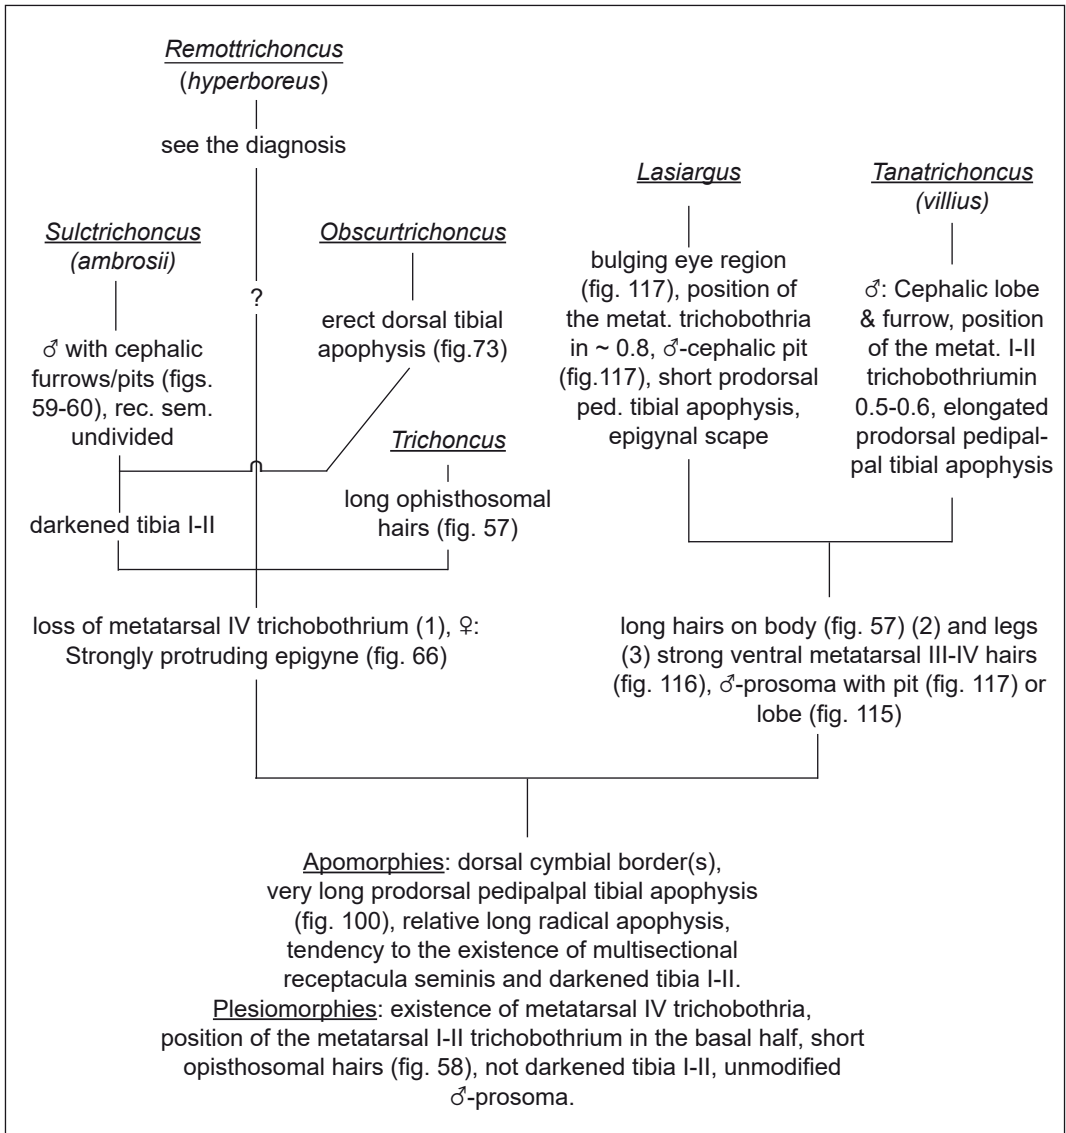 Remottrichoncus
(hyperboreus)
see the diagnosis
Sulctrichoncus
(ambrosii)
♂ with cephalic
furrows/pits (figs.
59-60), rec. sem.
undivided
?
Obscurtrichoncus
erect dorsal tibial
apophysis (fig.73)
darkened tibia I-II
Trichoncus
long ophisthosomal
hairs (fig. 57)
loss of metatarsal IV trichobothrium (1), ♀:
Strongly protruding epigyne (fig. 66)
Lasiargus
bulging eye region
(fig. 117), position of
the metat. trichobothria
in ~ 0.8, ♂-cephalic pit
(fig.117), short prodorsal
ped. tibial apophysis,
epigynal scape
Tanatrichoncus
(villius)
♂: Cephalic lobe
& furrow, position
of the metat. I-II
trichobothriumin
0.5-0.6, elongated
prodorsal pedipal-
pal tibial apophysis
long hairs on body (fig. 57) (2) and legs
(3) strong ventral metatarsal III-IV hairs
(fig. 116), ♂-prosoma with pit (fig. 117) or
lobe (fig. 115)
Apomorphies: dorsal cymbial border(s),
very long prodorsal pedipalpal tibial apophysis
(fig. 100), relative long radical apophysis,
tendency to the existence of multisectional
receptacula seminis and darkened tibia I-II.
Plesiomorphies: existence of metatarsal IV trichobothria,
position of the metatarsal I-II trichobothrium in the basal half, short
opisthosomal hairs (fig. 58), not darkened tibia I-II, unmodified
♂-prosoma.